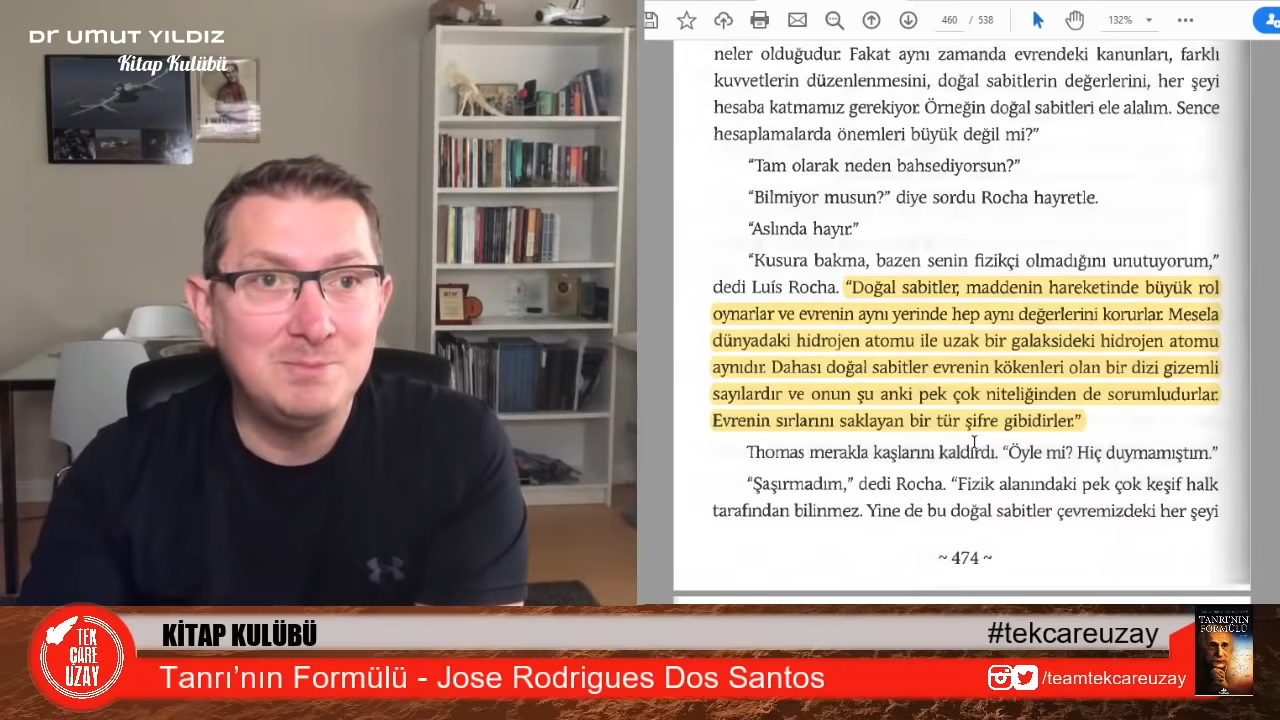 Dr UMUT YILDIZ
Kitap Kulübü
460 / 538
132%
neler olduğudur. Fakat aynı zamanda evrendeki kanunları, farklı
kuvvetlerin düzenlenmesini, doğal sabitlerin değerlerini, her şeyi
hesaba katmamız gerekiyor. Örneğin doğal sabitleri ele alalım. Sence
hesaplamalarda önemleri büyük değil mi?”
“Tam olarak neden bahsediyorsun?”
“Bilmiyor musun?” diye sordu Rocha hayretle.
“Aslında hayır.”
“Kusura bakma, bazen senin fizikçi olmadığını unutuyorum,”
dedi Luís Rocha. “Doğal sabitler, maddenin hareketinde büyük rol
oynarlar ve evrenin aynı yerinde hep aynı değerlerini korurlar. Mesela
dünyadaki hidrojen atomu ile uzak bir galaksideki hidrojen atomu
aynıdır. Dahası doğal sabitler evrenin kökenleri olan bir dizi gizemli
sayılardır ve onun şu anki pek çok niteliğinden de sorumludurlar.
Evrenin sırlarını saklayan bir tür şifre gibidirler.”
Thomas merakla kaşlarını kaldırdı. “Öyle mi? Hiç duymamıştım.”
“Şaşırmadım,” dedi Rocha. “Fizik alanındaki pek çok keşif halk
tarafından bilinmez. Yine de bu doğal sabitler çevremizdeki her şeyi
~ 474 ~
TEK
ÇARE
UZAY
KİTAP KULÜBÜ
#tekcareuzay
Tanrı’nın Formülü - Jose Rodrigues Dos Santos
/teamtekcareuzay
TANRI'NIN
FORMÜLÜ